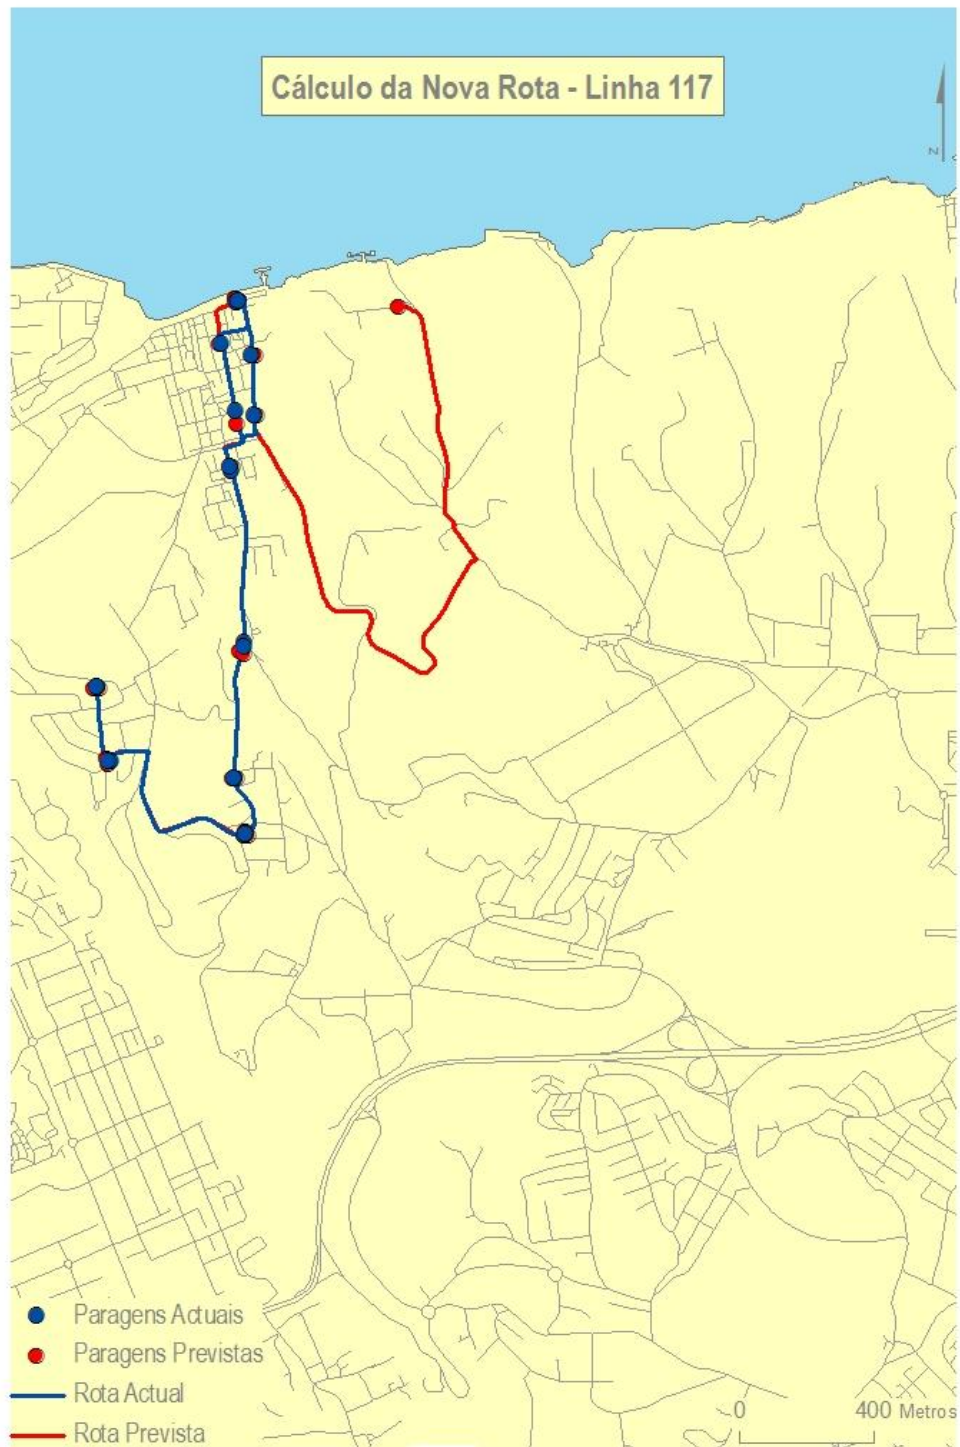 Cálculo da Nova Rota - Linha 117
N
Paragens Actuais
Paragens Previstas
Rota Actual
Rota Prevista
0 400 Metros